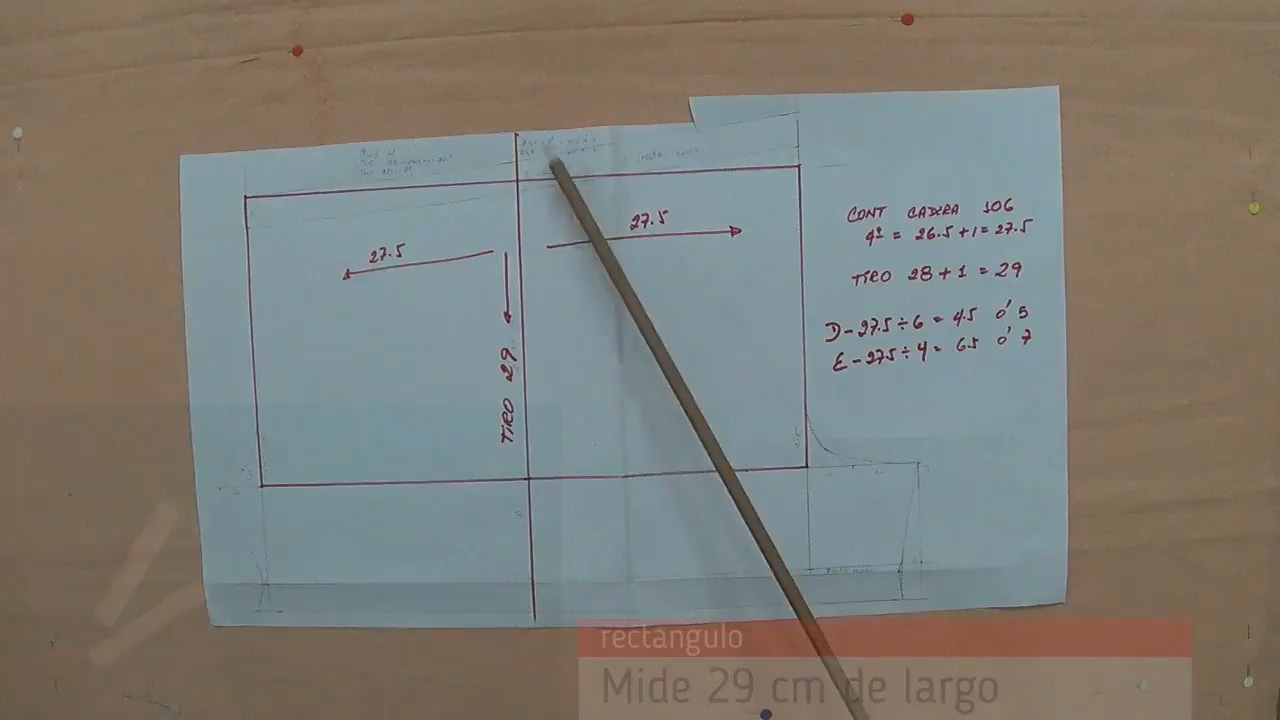 27.5
27.5
TIRO 29
CONT CADERA 106
4º = 26.5 + 1 = 27.5
TIRO 28 + 1 = 29
D - 27.5 ÷ 6 = 4.5 ó 5
E - 27.5 ÷ 4 = 6.5 ó 7
rectangulo
Mide 29 cm de largo